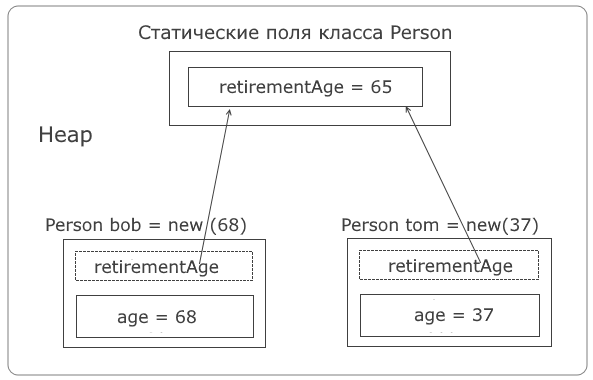 Статические поля класса Person
retirementAge = 65
Heap
Person bob = new (68)
Person tom = new(37)
retirementAge
retirementAge
age = 68
age = 37